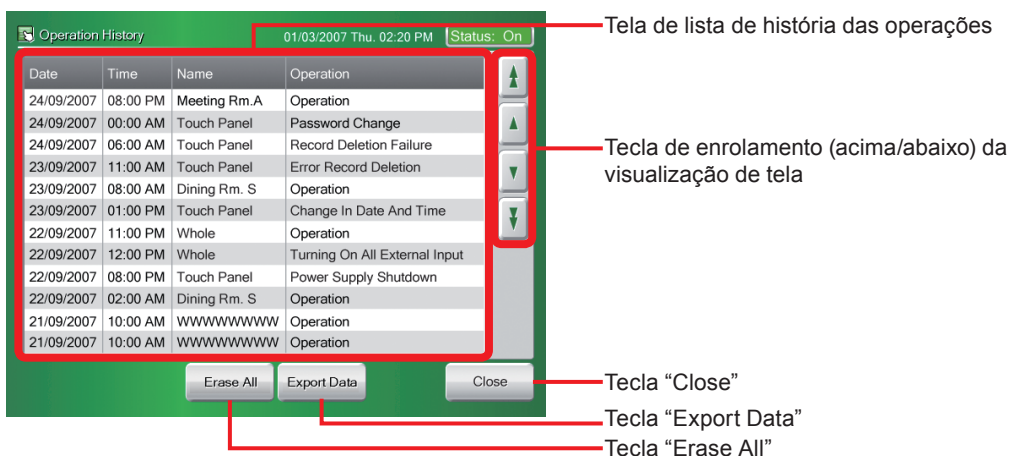 Operation History 01/03/2007 Thu. 02:20 PM Status: On
Tela de lista de história das operações
Date Time Name Operation
24/09/2007 08:00 PM Meeting Rm.A Operation
24/09/2007 00:00 AM Touch Panel Password Change
24/09/2007 06:00 AM Touch Panel Record Deletion Failure
23/09/2007 11:00 AM Touch Panel Error Record Deletion
23/09/2007 08:00 AM Dining Rm. S Operation
23/09/2007 01:00 PM Touch Panel Change In Date And Time
22/09/2007 11:00 PM Whole Operation
22/09/2007 12:00 PM Whole Turning On All External Input
22/09/2007 08:00 PM Touch Panel Power Supply Shutdown
22/09/2007 02:00 AM Dining Rm. S Operation
21/09/2007 10:00 AM WWWWWWWW Operation
21/09/2007 10:00 AM WWWWWWWW Operation
Tecla de enrolamento (acima/abaixo) da
visualização de tela
Erase All Export Data Close
Tecla “Close”
Tecla “Export Data”
Tecla “Erase All”